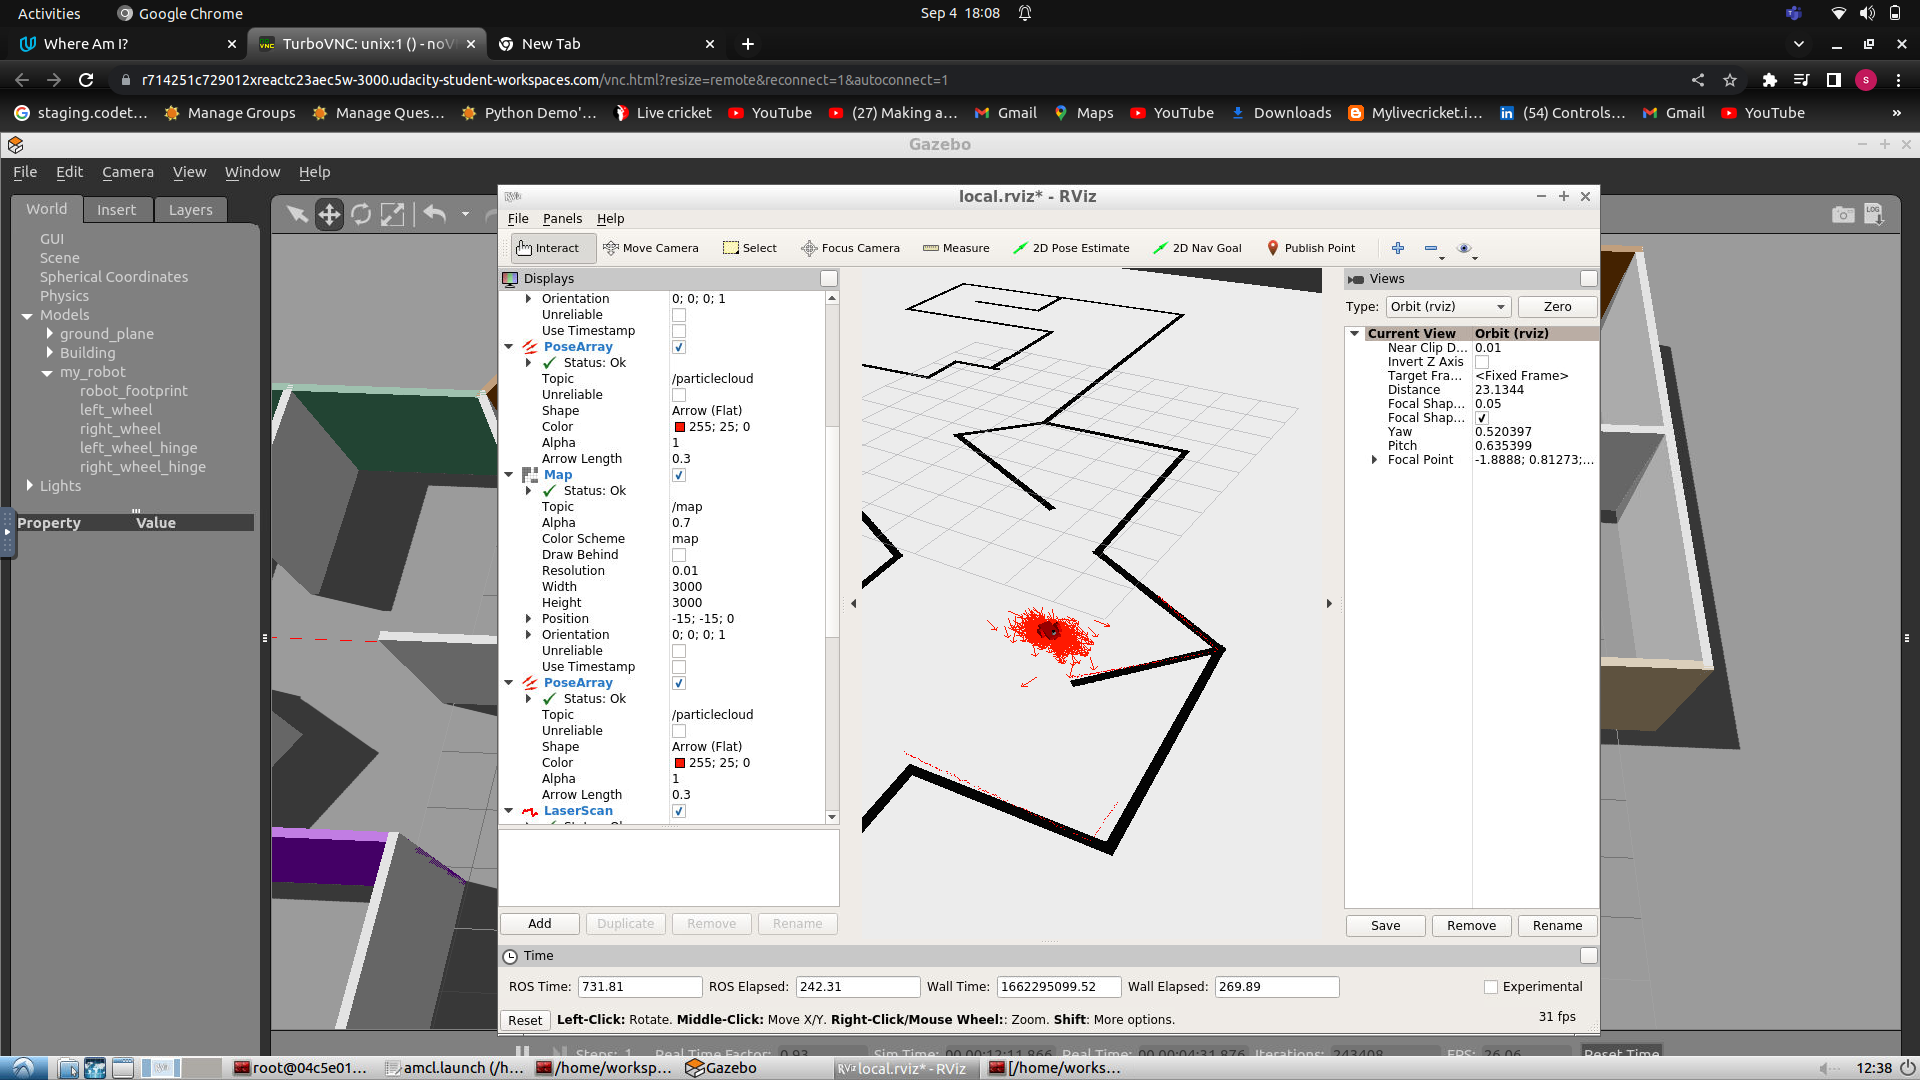 Activities
Google Chrome
Sep 4 18:08
Where Am I?
TurboVNC: unix:1 () - noV
New Tab
r714251c729012xreactc23aec5w-3000.udacity-student-workspaces.com/vnc.html?resize=remote&reconnect=1&autoconnect=1
S
staging.codet...
Manage Groups
Manage Ques...
Python Demo'...
Live cricket
YouTube
(27) Making a...
Gmail
Maps
YouTube
Downloads
Mylivecricket.i...
(54) Controls...
Gmail
YouTube
»
Gazebo
File Edit Camera View Window Help
World Insert Layers
GUI
Scene
Spherical Coordinates
Physics
Models
ground_plane
Building
my_robot
robot_footprint
left_wheel
right_wheel
left_wheel_hinge
right_wheel_hinge
Lights
Property Value
LOG
local.rviz* - RViz
File Panels Help
Interact Move Camera Select Focus Camera Measure 2D Pose Estimate 2D Nav Goal Publish Point
Displays
Orientation 0; 0; 0; 1
Unreliable
Use Timestamp
PoseArray
Status: Ok
Topic /particlecloud
Unreliable
Shape Arrow (Flat)
Color 255; 25; 0
Alpha 1
Arrow Length 0.3
Map
Status: Ok
Topic /map
Alpha 0.7
Color Scheme map
Draw Behind
Resolution 0.01
Width 3000
Height 3000
Position -15; -15; 0
Orientation 0; 0; 0; 1
Unreliable
Use Timestamp
PoseArray
Status: Ok
Topic /particlecloud
Unreliable
Shape Arrow (Flat)
Color 255; 25; 0
Alpha 1
Arrow Length 0.3
LaserScan
Add Duplicate Remove Rename
Views
Type: Orbit (rviz) Zero
Current View Orbit (rviz)
Near Clip D... 0.01
Invert Z Axis
Target Fra... <Fixed Frame>
Distance 23.1344
Focal Shap... 0.05
Focal Shap...
Yaw 0.520397
Pitch 0.635399
Focal Point -1.8888; 0.81273;...
Save Remove Rename
Time
ROS Time: 731.81 ROS Elapsed: 242.31 Wall Time: 1662295099.52 Wall Elapsed: 269.89 Experimental
Reset Left-Click: Rotate. Middle-Click: Move X/Y. Right-Click/Mouse Wheel:: Zoom. Shift: More options. 31 fps
Steps: 1 Real Time Factor: 0.93 Sim Time: 00 00:12:11.866 Real Time: 00 00:04:31.876 Iterations: 243408 FPS: 26.06 Reset Time
root@04c5e01...
amcl.launch (/h...
/home/worksp...
Gazebo
local.rviz* - RViz
[/home/works...
12:38